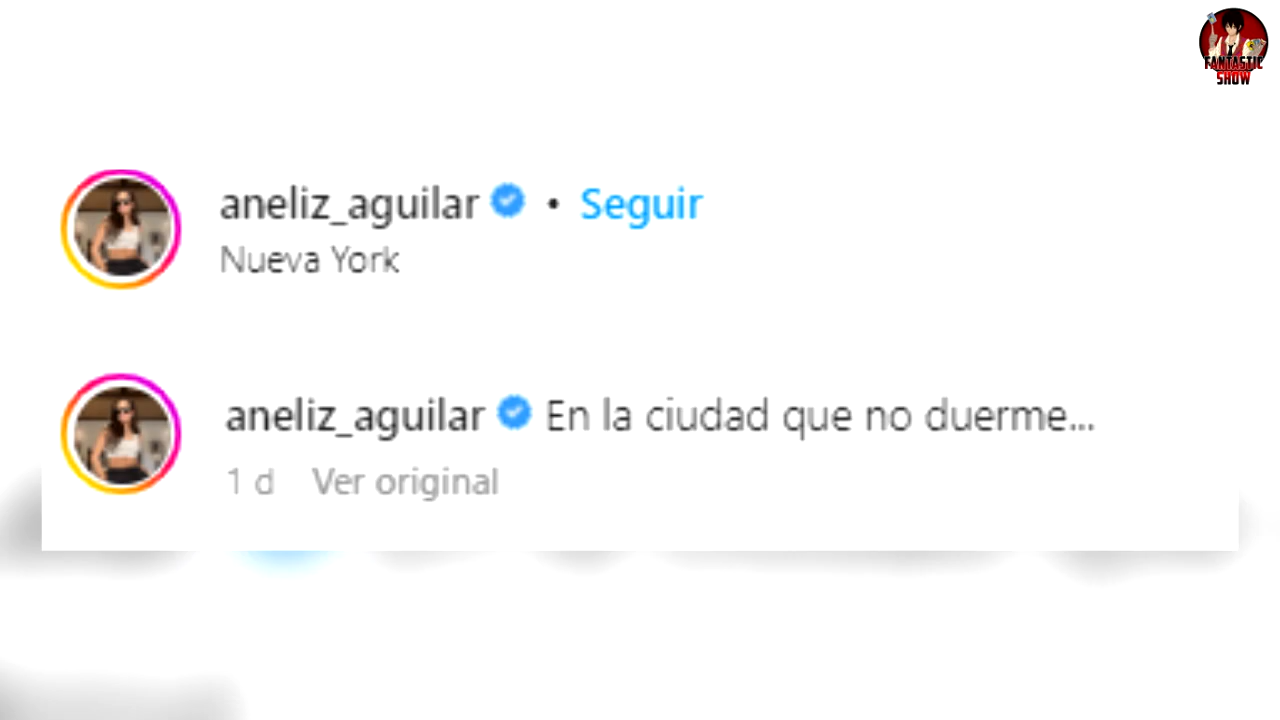 FANTASTIC
SHOW
aneliz_aguilar • Seguir
Nueva York
aneliz_aguilar En la ciudad que no duerme...
1 d Ver original